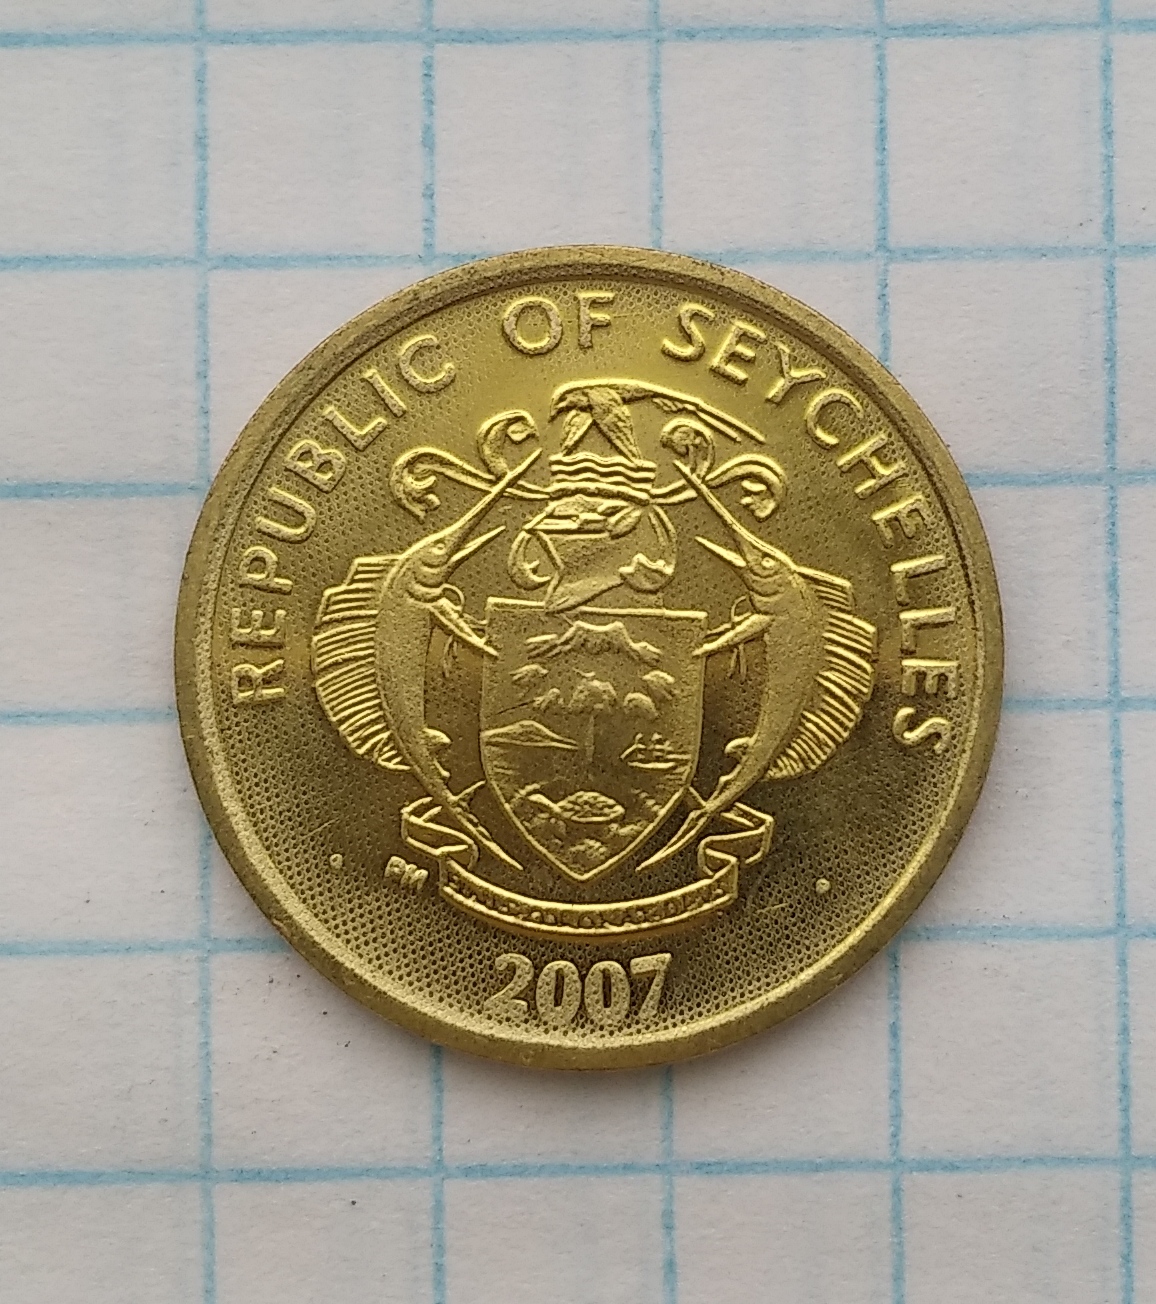 REPUBLIC OF SEYCHELLES
PM
2007